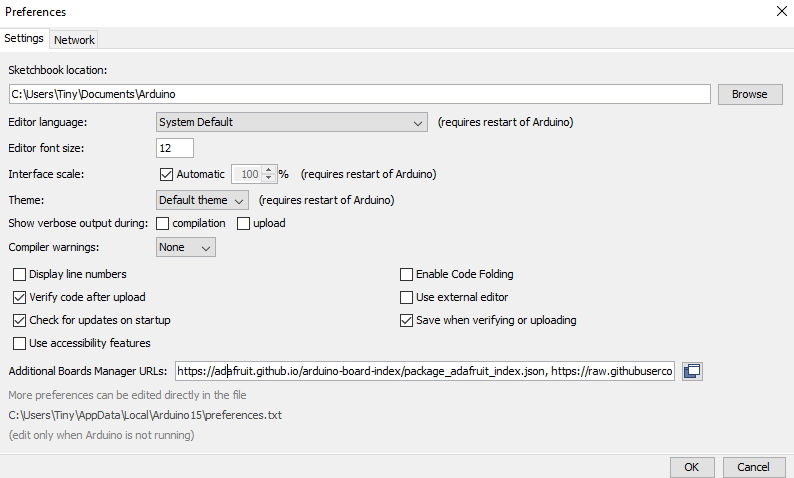 Preferences
Settings Network
Sketchbook location:
C:\Users\Tiny\Documents\Arduino Browse
Editor language: System Default (requires restart of Arduino)
Editor font size: 12
Interface scale: Automatic 100 % (requires restart of Arduino)
Theme: Default theme (requires restart of Arduino)
Show verbose output during: compilation upload
Compiler warnings: None
Display line numbers Enable Code Folding
Verify code after upload Use external editor
Check for updates on startup Save when verifying or uploading
Use accessibility features
Additional Boards Manager URLs: https://adafruit.github.io/arduino-board-index/package_adafruit_index.json, https://raw.githubuserco
More preferences can be edited directly in the file
C:\Users\Tiny\AppData\Local\Arduino15\preferences.txt
(edit only when Arduino is not running)
OK Cancel